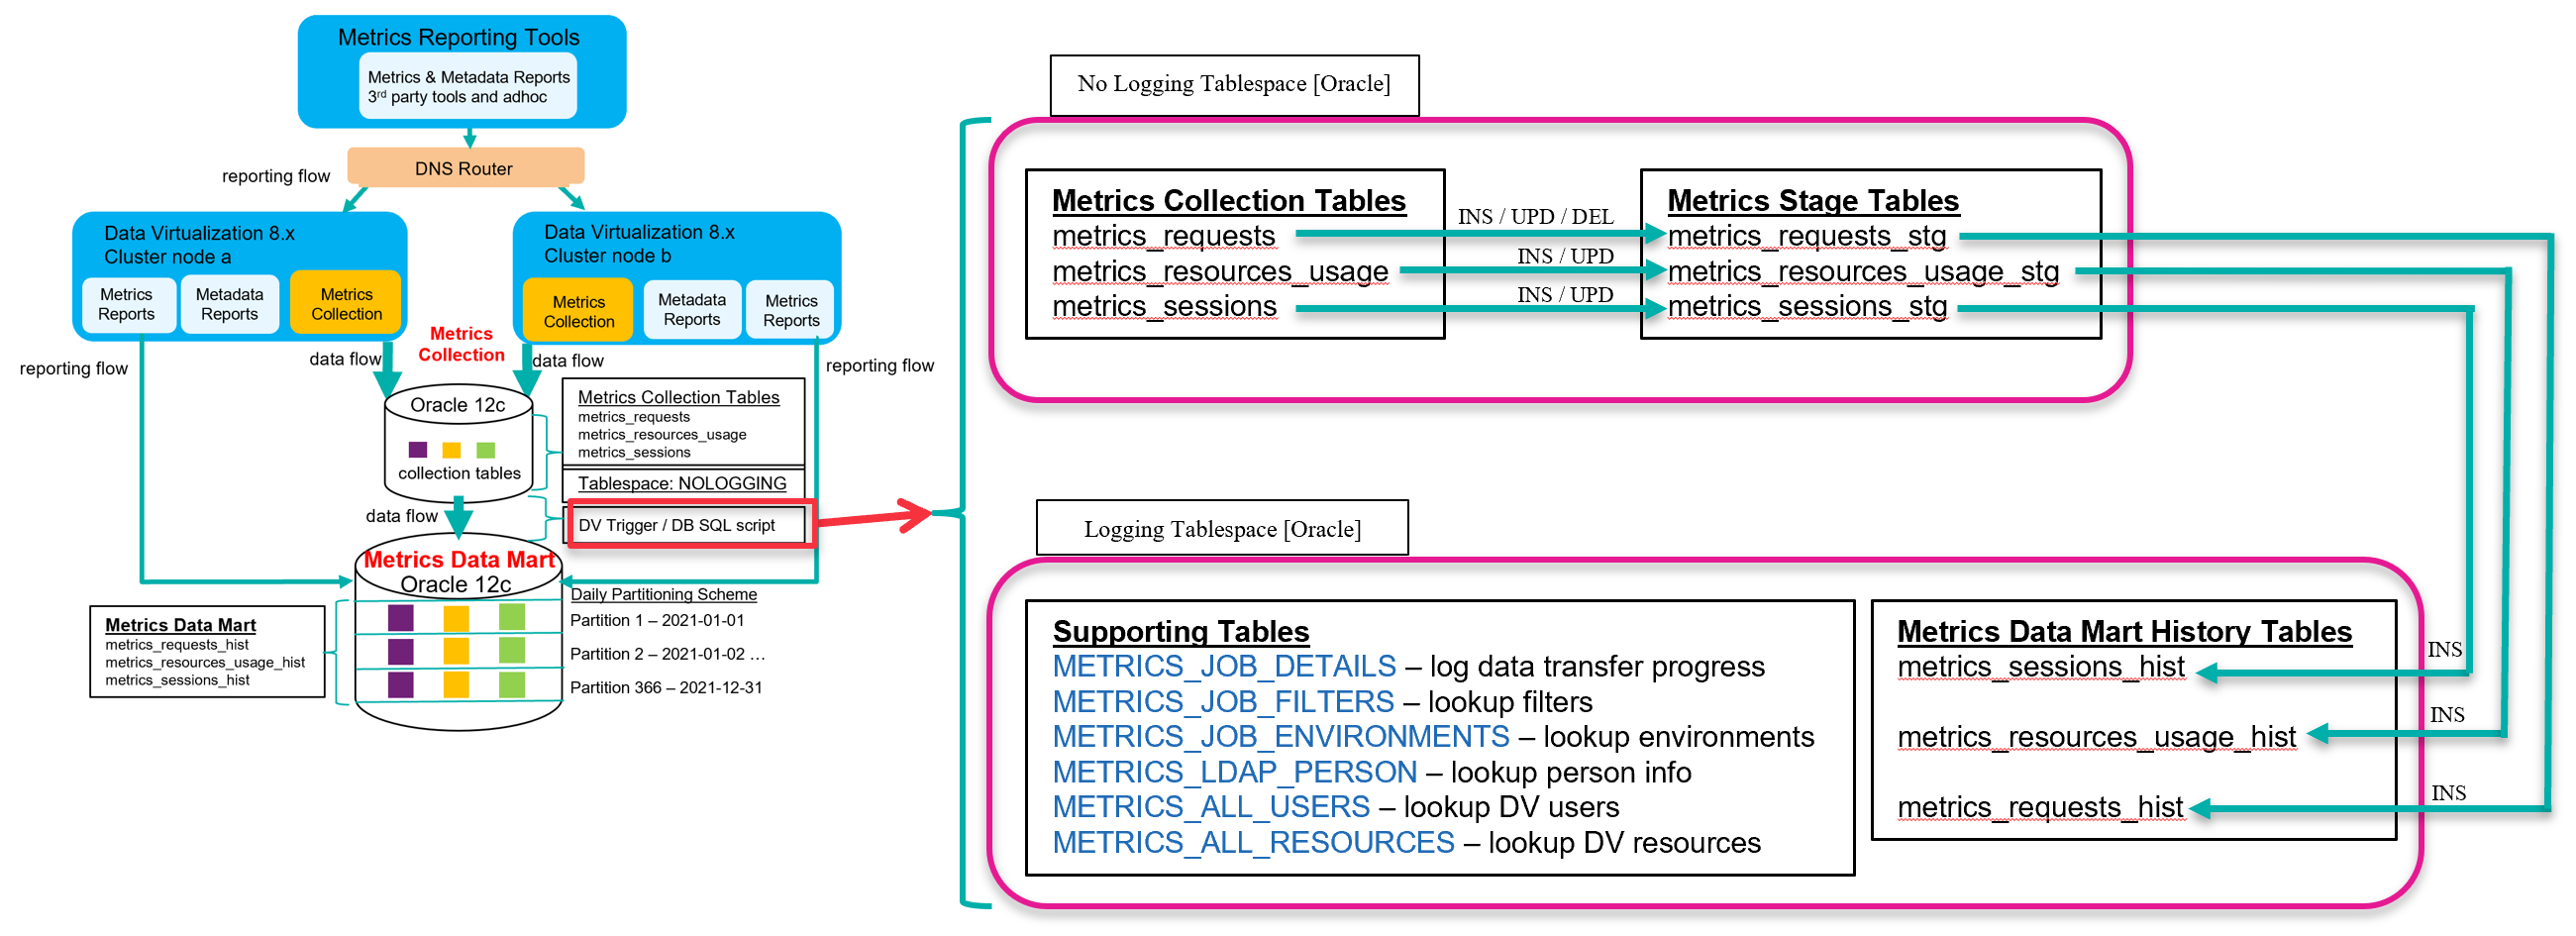 Metrics Reporting Tools
Metrics & Metadata Reports
3rd party tools and adhoc
DNS Router
reporting flow
Data Virtualization 8.x
Cluster node a
Metrics
Reports
Metadata
Reports
Metrics
Collection
Data Virtualization 8.x
Cluster node b
Metrics
Collection
Metadata
Reports
Metrics
Reports
Metrics
Collection
reporting flow
data flow
data flow
reporting flow
Oracle 12c
collection tables
Metrics Collection Tables
metrics_requests
metrics_resources_usage
metrics_sessions
Tablespace: NOLOGGING
data flow
DV Trigger / DB SQL script
Metrics Data Mart
Oracle 12c
Daily Partitioning Scheme
Partition 1 – 2021-01-01
Partition 2 – 2021-01-02 …
Partition 366 – 2021-12-31
Metrics Data Mart
metrics_requests_hist
metrics_resources_usage_hist
metrics_sessions_hist
No Logging Tablespace [Oracle]
Metrics Collection Tables
metrics_requests
metrics_resources_usage
metrics_sessions
INS / UPD / DEL
INS / UPD
INS / UPD
Metrics Stage Tables
metrics_requests_stg
metrics_resources_usage_stg
metrics_sessions_stg
Logging Tablespace [Oracle]
Supporting Tables
METRICS_JOB_DETAILS – log data transfer progress
METRICS_JOB_FILTERS – lookup filters
METRICS_JOB_ENVIRONMENTS – lookup environments
METRICS_LDAP_PERSON – lookup person info
METRICS_ALL_USERS – lookup DV users
METRICS_ALL_RESOURCES – lookup DV resources
Metrics Data Mart History Tables
metrics_sessions_hist
metrics_resources_usage_hist
metrics_requests_hist
INS
INS
INS